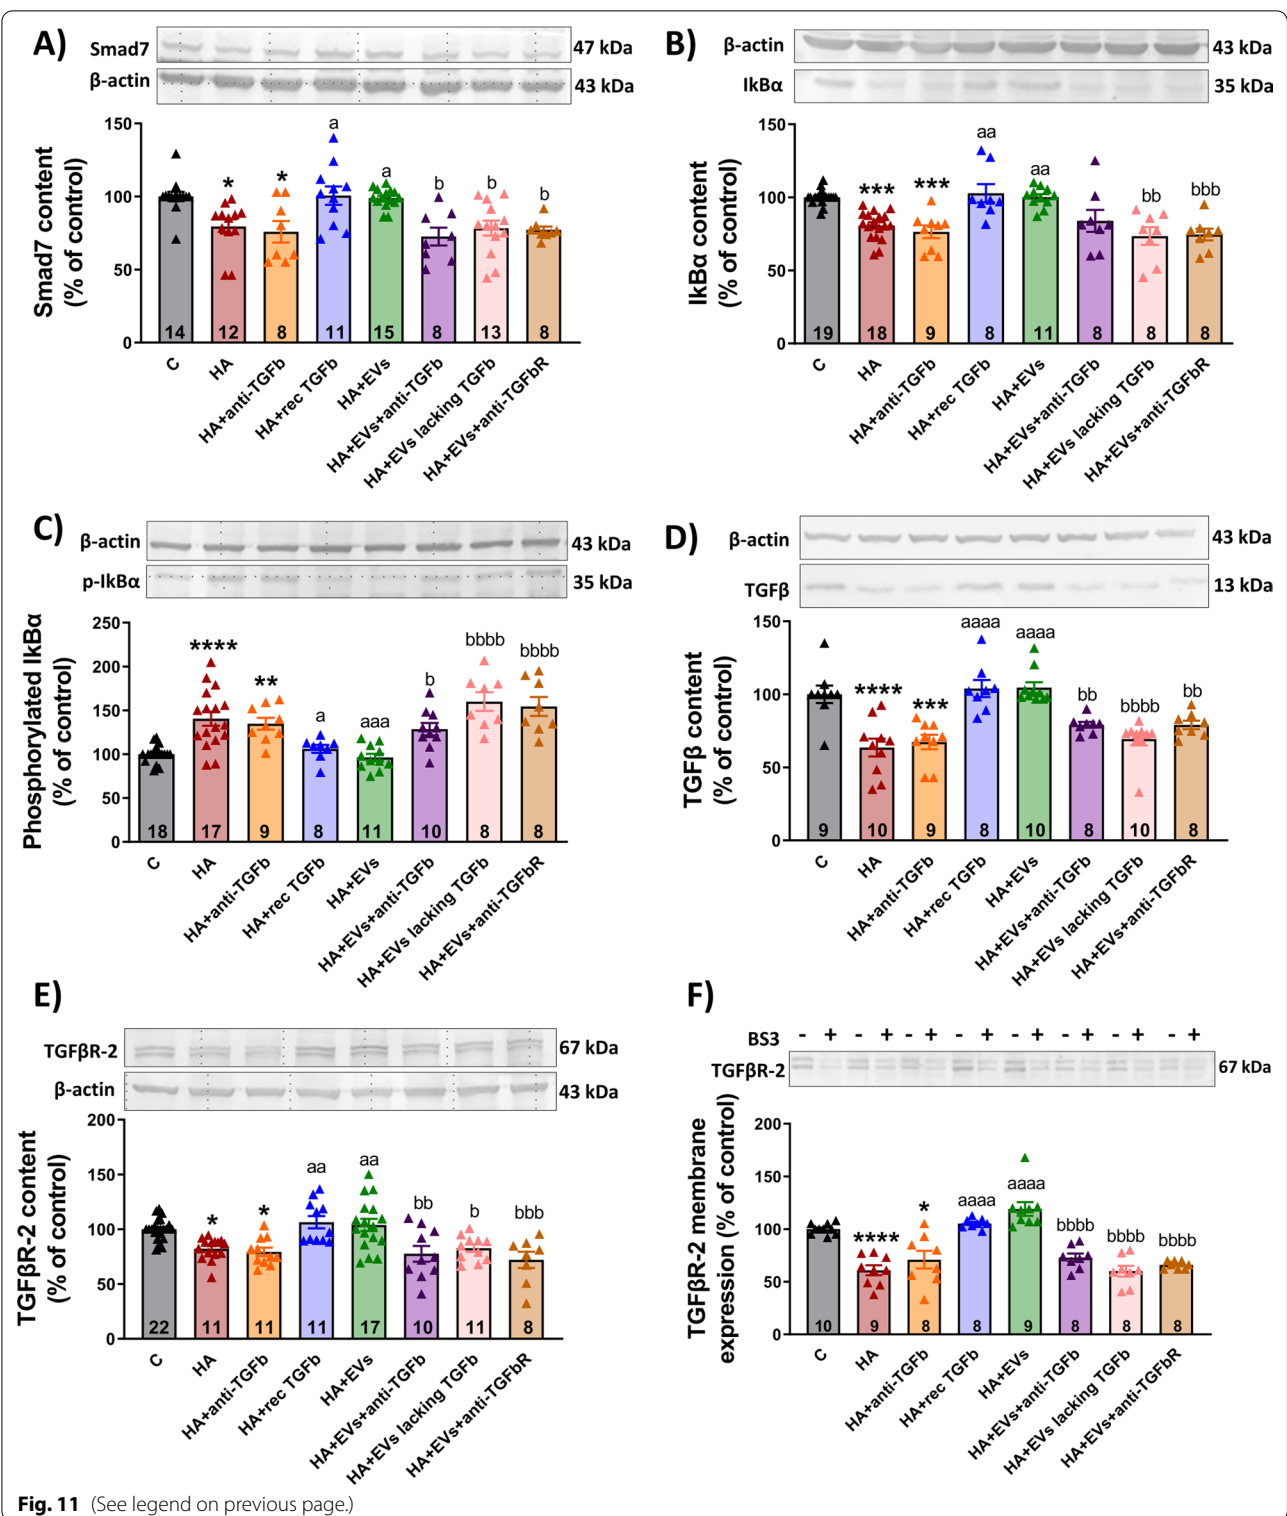 A)
Smad7
47 kDa
β-actin
43 kDa
Smad7 content
(% of control)
150
100
50
0
*
*
a
a
b
b
b
14
12
8
11
15
8
13
8
C
HA
HA+anti-TGFb
HA+rec TGFb
HA+EVs
HA+EVs+anti-TGFb
HA+EVs lacking TGFb
HA+EVs+anti-TGFbR
B)
β-actin
43 kDa
IkBα
35 kDa
IkBα content
(% of control)
150
100
50
0
***
***
aa
aa
bb
bbb
19
18
9
8
11
8
8
8
C
HA
HA+anti-TGFb
HA+rec TGFb
HA+EVs
HA+EVs+anti-TGFb
HA+EVs lacking TGFb
HA+EVs+anti-TGFbR
C)
β-actin
43 kDa
p-IkBα
35 kDa
Phosphorylated IkBα
(% of control)
250
200
150
100
50
0
****
**
a
aaa
b
bbbb
bbbb
18
17
9
8
11
10
8
8
C
HA
HA+anti-TGFb
HA+rec TGFb
HA+EVs
HA+EVs+anti-TGFb
HA+EVs lacking TGFb
HA+EVs+anti-TGFbR
D)
β-actin
43 kDa
TGFβ
13 kDa
TGFβ content
(% of control)
150
100
50
0
****
***
aaaa
aaaa
bb
bbbb
bb
9
10
9
8
10
8
10
8
C
HA
HA+anti-TGFb
HA+rec TGFb
HA+EVs
HA+EVs+anti-TGFb
HA+EVs lacking TGFb
HA+EVs+anti-TGFbR
E)
TGFβR-2
67 kDa
β-actin
43 kDa
TGFβR-2 content
(% of control)
200
150
100
50
0
*
*
aa
aa
bb
b
bbb
22
11
11
11
17
10
11
8
C
HA
HA+anti-TGFb
HA+rec TGFb
HA+EVs
HA+EVs+anti-TGFb
HA+EVs lacking TGFb
HA+EVs+anti-TGFbR
F)
BS3 - + - + - + - + - + - + - + - +
TGFβR-2
67 kDa
TGFβR-2 membrane
expression (% of control)
200
150
100
50
0
****
*
aaaa
aaaa
bbbb
bbbb
bbbb
10
9
8
8
9
8
8
8
C
HA
HA+anti-TGFb
HA+rec TGFb
HA+EVs
HA+EVs+anti-TGFb
HA+EVs lacking TGFb
HA+EVs+anti-TGFbR
Fig. 11 (See legend on previous page.)